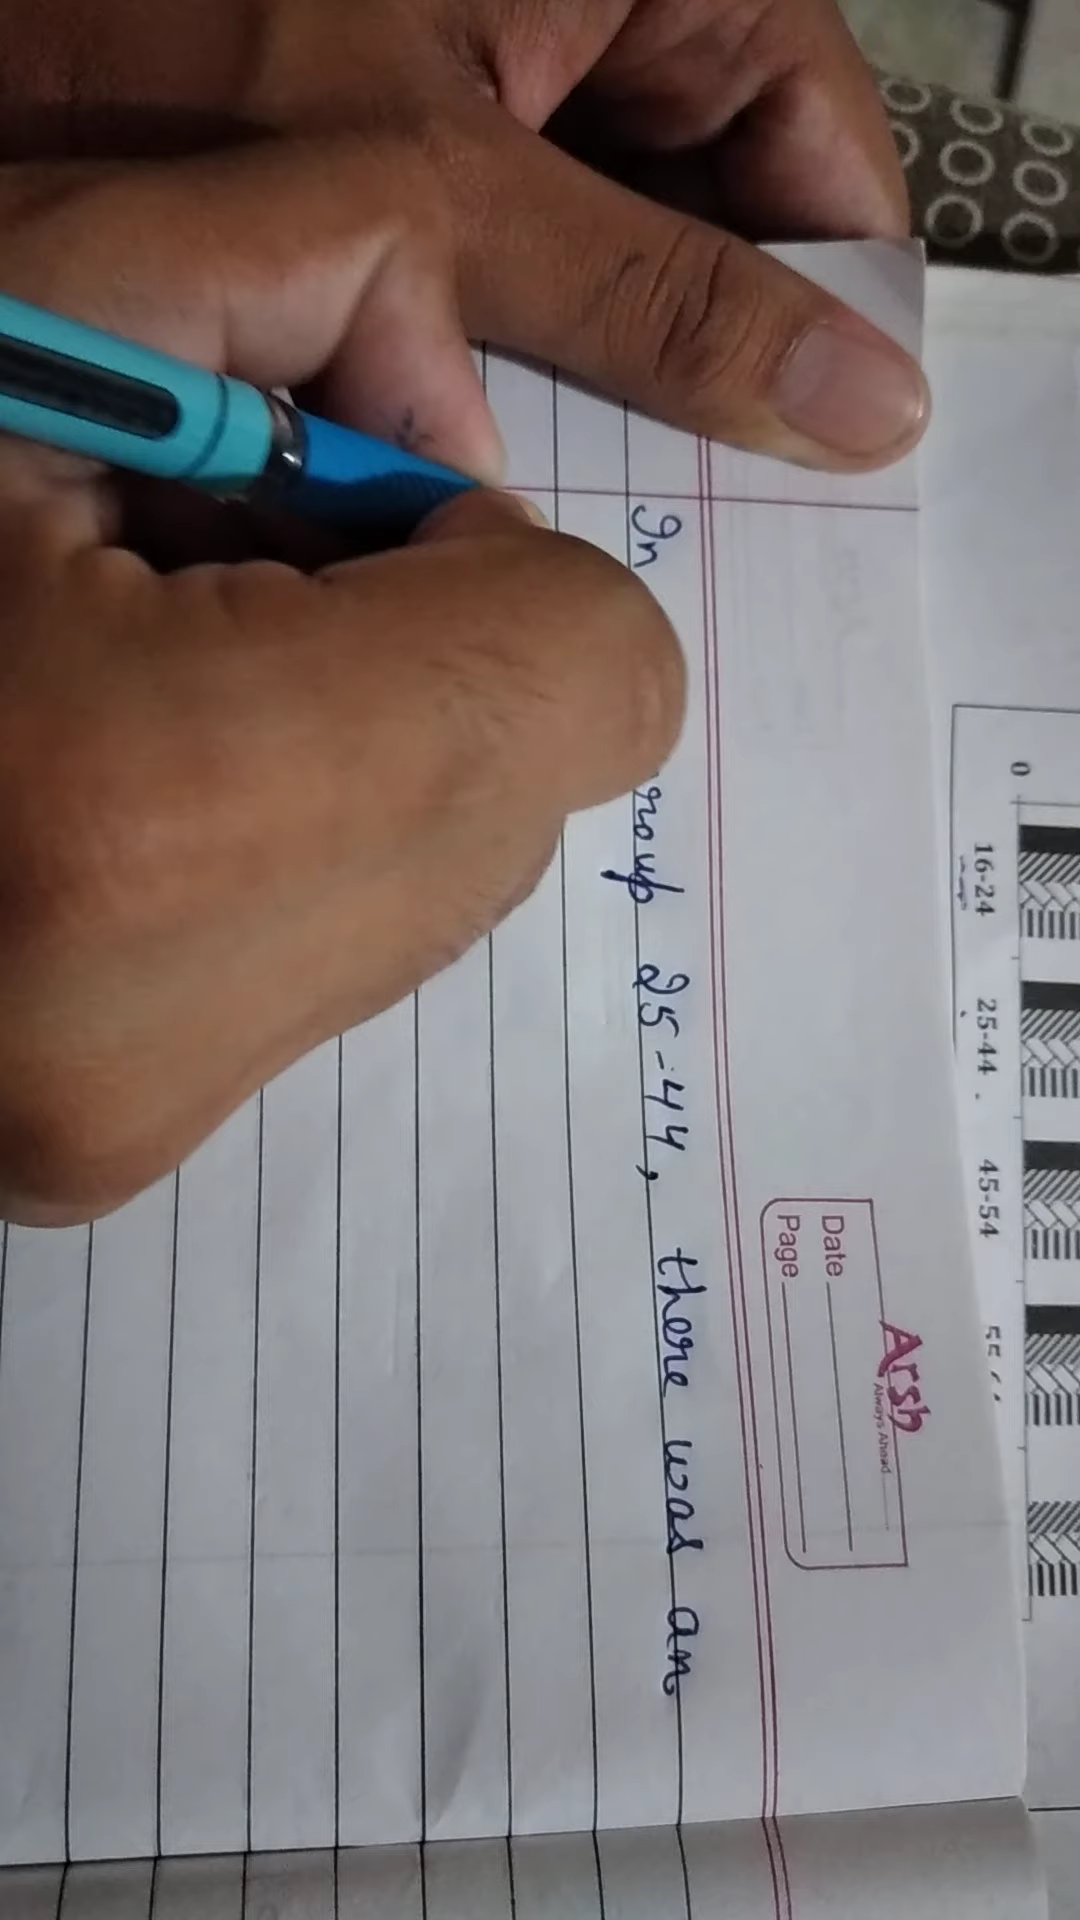 Arsh
Always Ahead
Date
Page
In roup 25-44, there was an
0
16-24 25-44 45-54